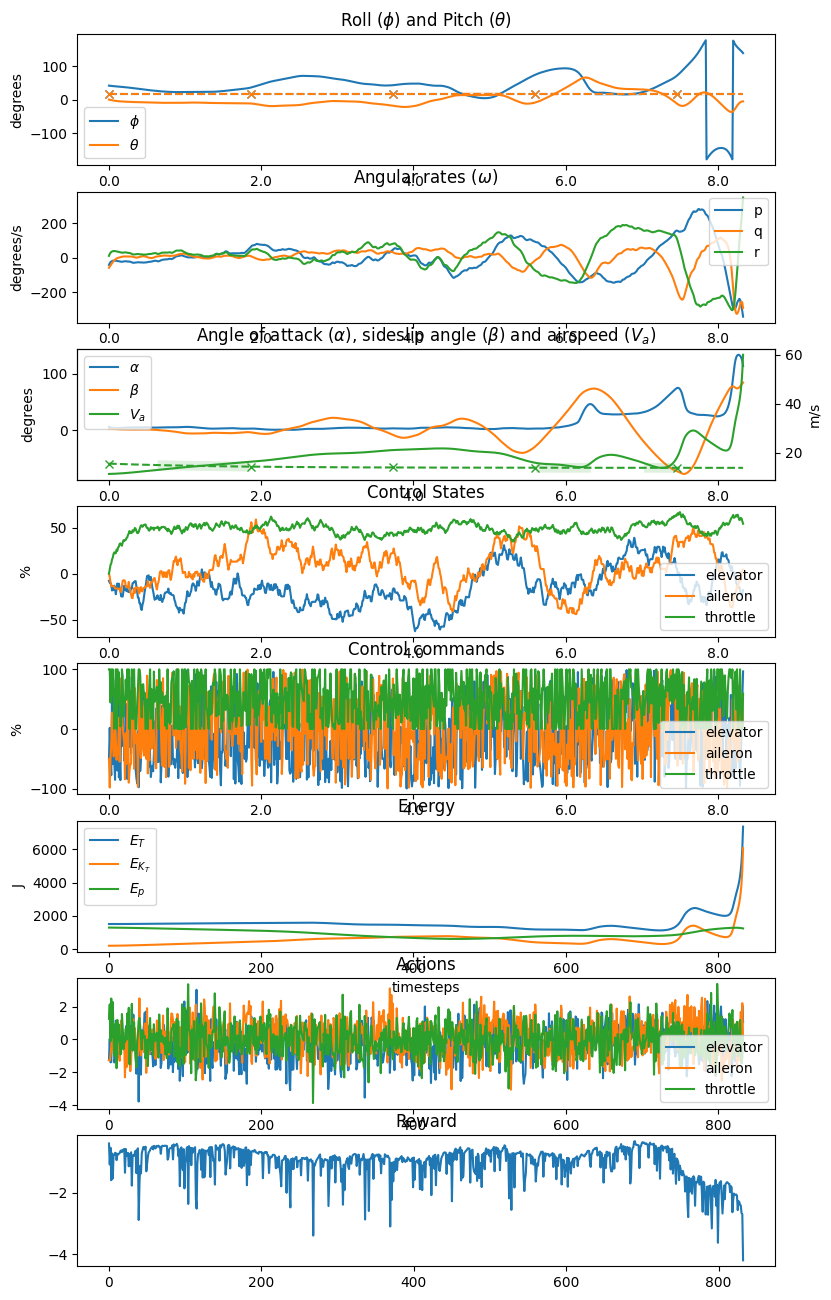 Roll (ϕ) and Pitch (θ)
degrees
100
0
−100
ϕ
θ
0.0 2.0 4.0 6.0 8.0
Angular rates (ω)
degrees/s
200
0
−200
p
q
r
0.0 2.0 4.0 6.0 8.0
Angle of attack (α), sideslip angle (β) and airspeed (V_a)
degrees
100
0
α
β
V_a
60
40
20
m/s
0.0 2.0 4.0 6.0 8.0
Control States
%
50
0
−50
elevator
aileron
throttle
0.0 2.0 4.0 6.0 8.0
Control Commands
%
100
0
−100
elevator
aileron
throttle
0.0 2.0 4.0 6.0 8.0
Energy
J
6000
4000
2000
0
E_T
E_{K_T}
E_p
0 200 400 600 800
timesteps
Actions
2
0
−2
−4
elevator
aileron
throttle
0 200 400 600 800
Reward
−2
−4
0 200 400 600 800